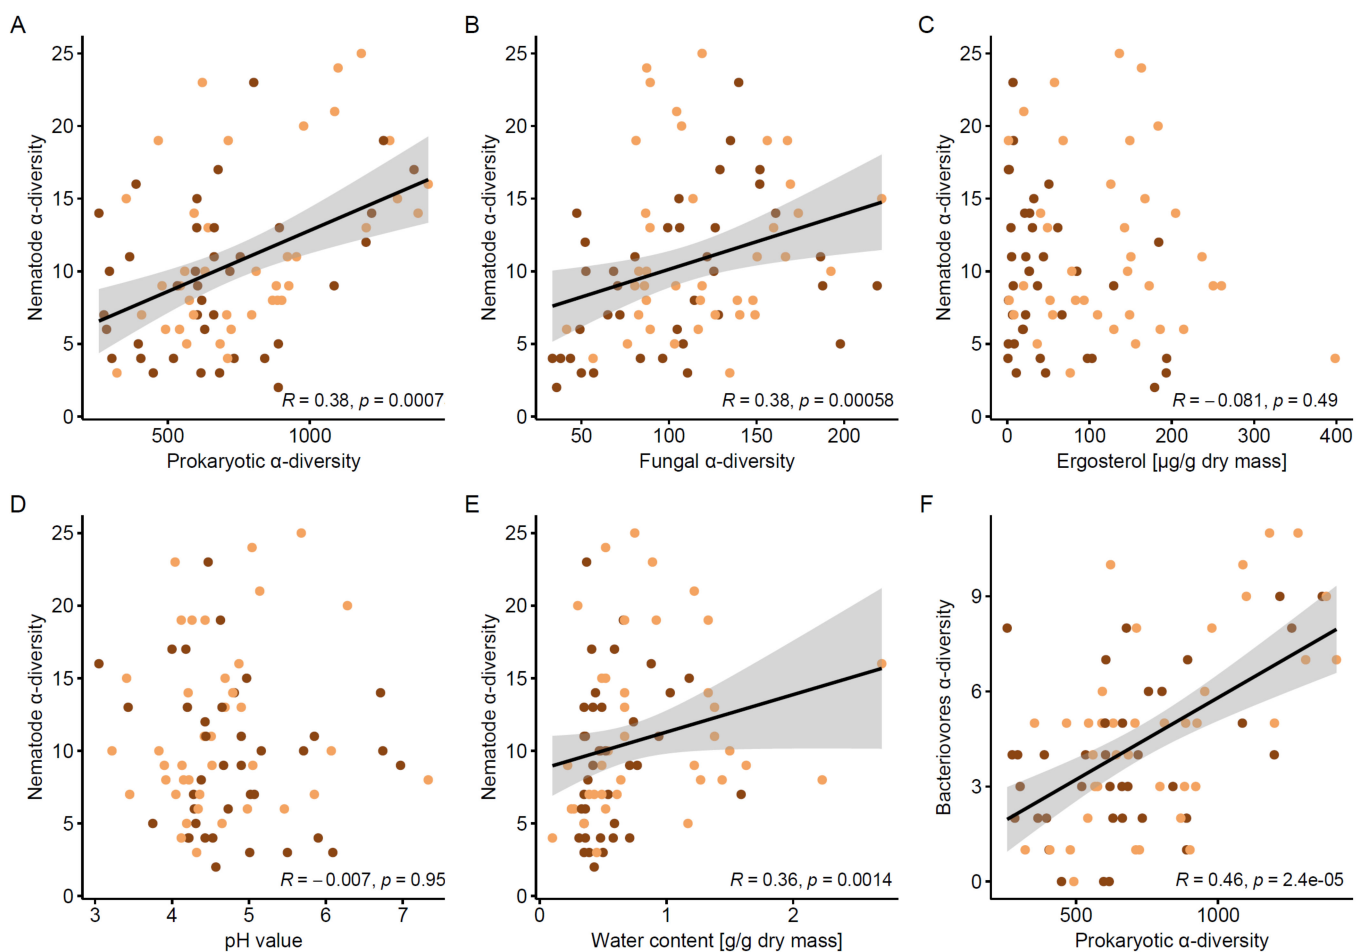 A
Nematode α-diversity
25
20
15
10
5
0
R = 0.38, p = 0.0007
500
1000
Prokaryotic α-diversity
B
Nematode α-diversity
25
20
15
10
5
0
R = 0.38, p = 0.00058
50
100
150
200
Fungal α-diversity
C
Nematode α-diversity
25
20
15
10
5
0
R = −0.081, p = 0.49
0
100
200
300
400
Ergosterol [µg/g dry mass]
D
Nematode α-diversity
25
20
15
10
5
0
R = −0.007, p = 0.95
3
4
5
6
7
pH value
E
Nematode α-diversity
25
20
15
10
5
0
R = 0.36, p = 0.0014
0
1
2
Water content [g/g dry mass]
F
Bacteriovores α-diversity
9
6
3
0
R = 0.46, p = 2.4e-05
500
1000
Prokaryotic α-diversity